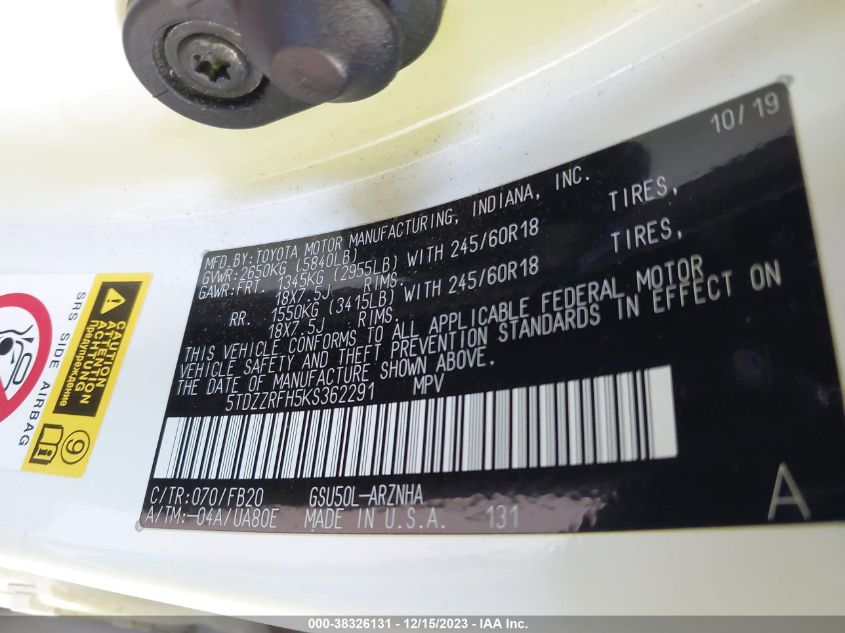 10/19
MFD.BY:TOYOTA MOTOR MANUFACTURING, INDIANA, INC.
GVWR:2650KG (5840LB)
GAWR:FRT. 1345KG (2955LB) WITH 245/60R18 TIRES,
18X7.5J RIMS.
RR. 1550KG (3415LB) WITH 245/60R18 TIRES,
18X7.5J RIMS.
THIS VEHICLE CONFORMS TO ALL APPLICABLE FEDERAL MOTOR
VEHICLE SAFETY AND THEFT PREVENTION STANDARDS IN EFFECT ON
THE DATE OF MANUFACTURE SHOWN ABOVE.
5TDZZRFH5KS362291 MPV
C/TR:070/FB20 GSU50L-ARZNHA
A/TM:-04A/UA80E MADE IN U.S.A. 131
A
CAUTION
ATTENTION
ACHTUNG
Предупреждение
SRS SIDE AIRBAG
9
i
000-38326131 - 12/15/2023 - IAA Inc.